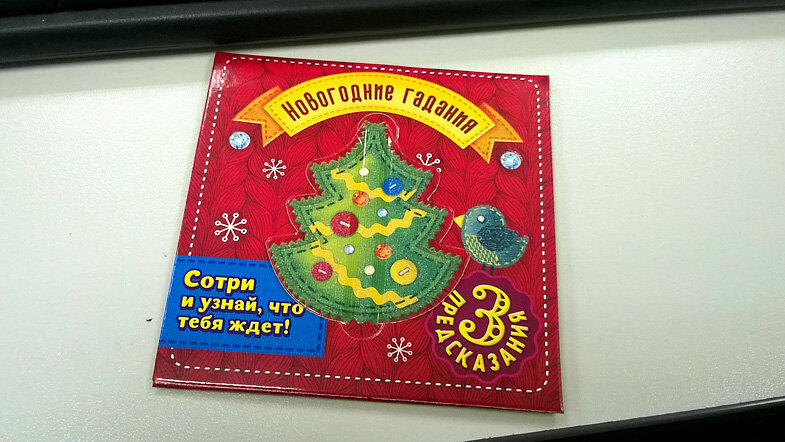 Новогодние гадания
Сотри
и узнай, что
тебя ждет!
3
ПРЕДСКАЗАНИЯ